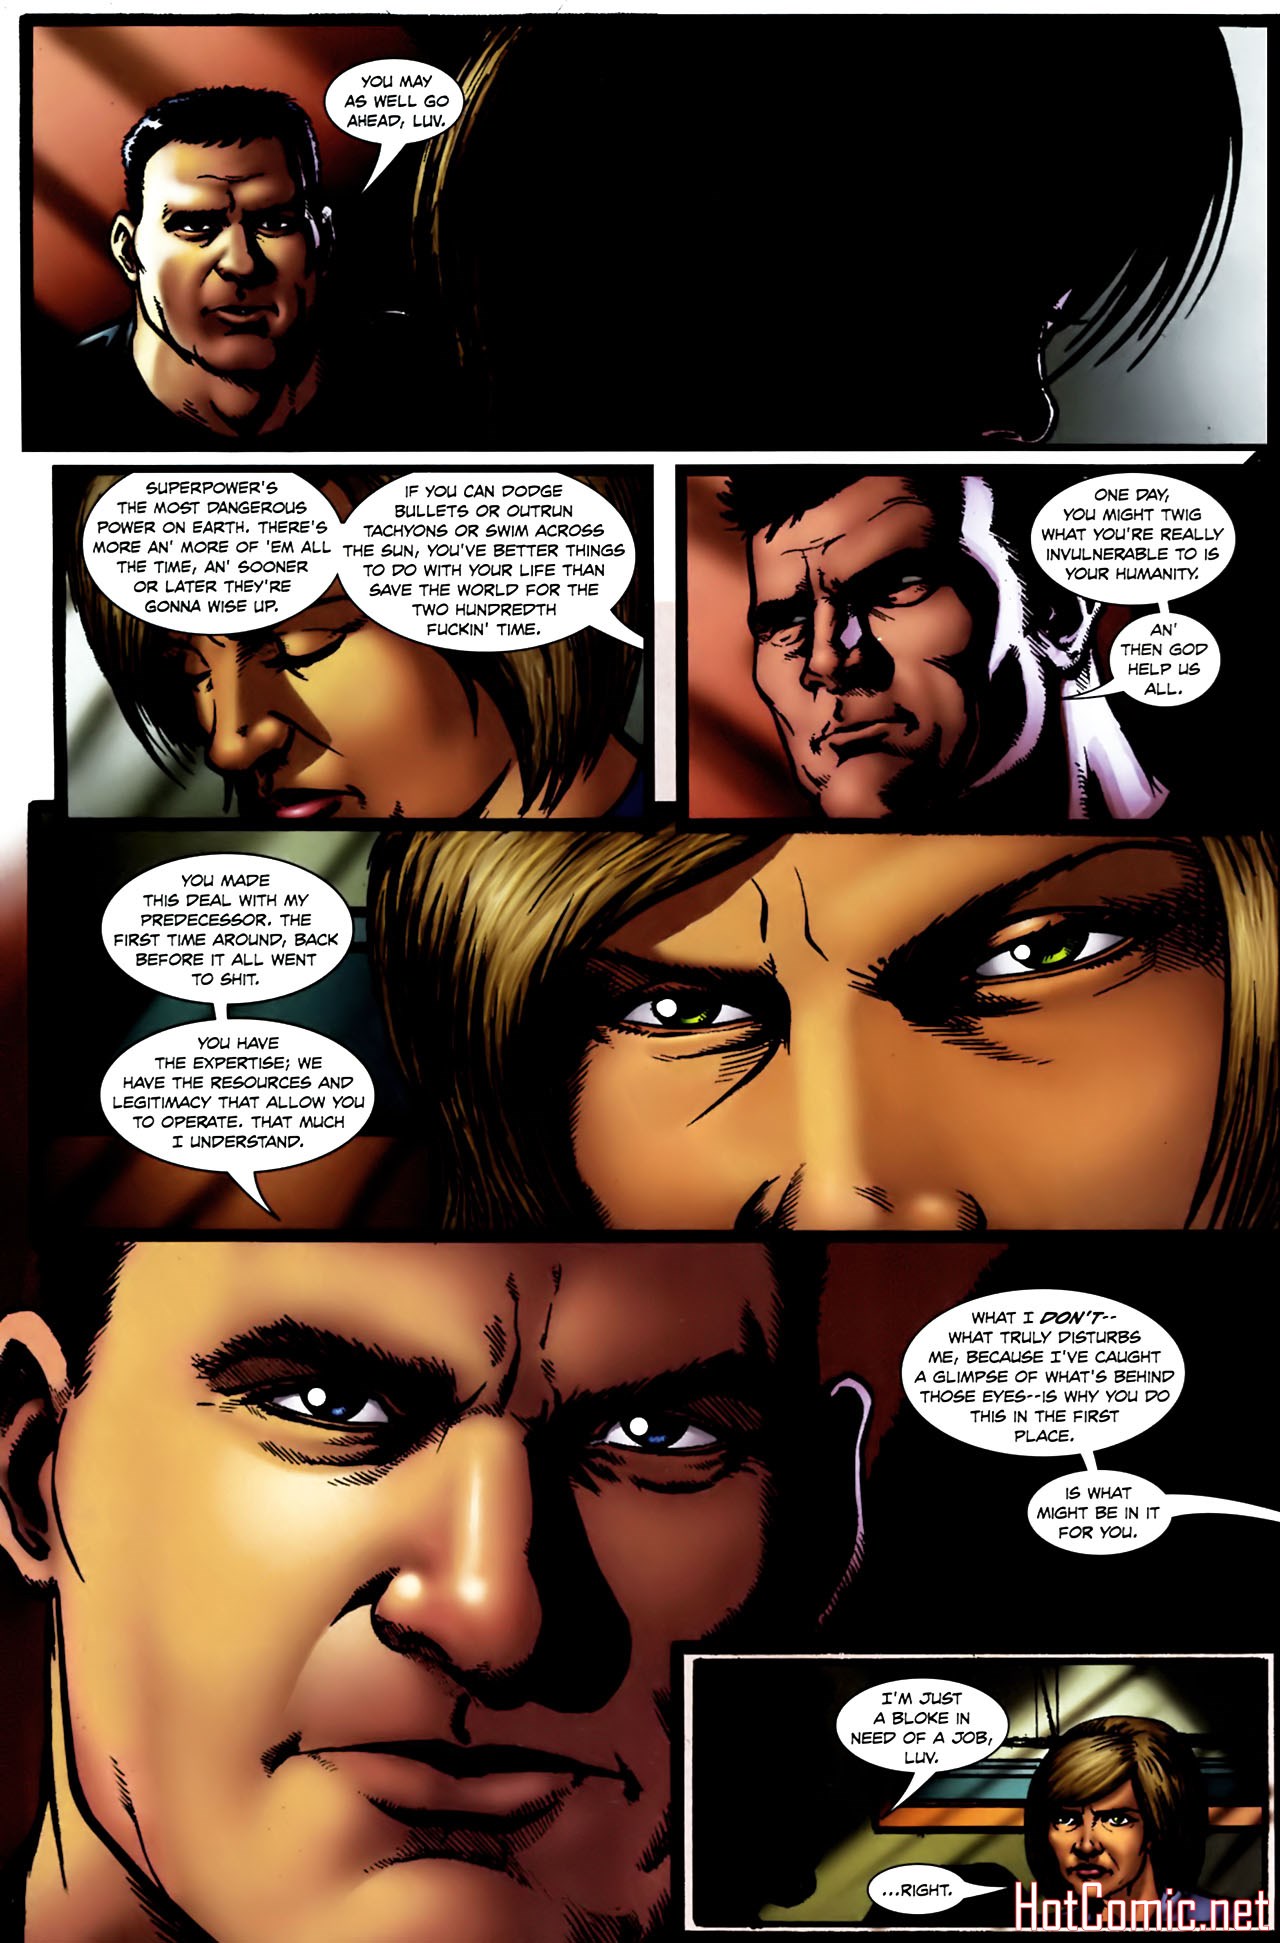 YOU MAY
AS WELL GO
AHEAD, LUV.
SUPERPOWER'S
THE MOST DANGEROUS
POWER ON EARTH. THERE'S
MORE AN' MORE OF 'EM ALL
THE TIME, AN' SOONER
OR LATER THEY'RE
GONNA WISE UP.
IF YOU CAN DODGE
BULLETS OR OUTRUN
TACHYONS OR SWIM ACROSS
THE SUN, YOU'VE BETTER THINGS
TO DO WITH YOUR LIFE THAN
SAVE THE WORLD FOR THE
TWO HUNDREDTH
FUCKIN' TIME.
ONE DAY,
YOU MIGHT TWIG
WHAT YOU'RE REALLY
INVULNERABLE TO IS
YOUR HUMANITY.
AN'
THEN GOD
HELP US
ALL.
YOU MADE
THIS DEAL WITH MY
PREDECESSOR. THE
FIRST TIME AROUND, BACK
BEFORE IT ALL WENT
TO SHIT.
YOU HAVE
THE EXPERTISE; WE
HAVE THE RESOURCES AND
LEGITIMACY THAT ALLOW YOU
TO OPERATE. THAT MUCH
I UNDERSTAND.
WHAT I DON'T--
WHAT TRULY DISTURBS
ME, BECAUSE I'VE CAUGHT
A GLIMPSE OF WHAT'S BEHIND
THOSE EYES--IS WHY YOU DO
THIS IN THE FIRST
PLACE.
IS WHAT
MIGHT BE IN IT
FOR YOU.
I'M JUST
A BLOKE IN
NEED OF A JOB,
LUV.
...RIGHT.
HotComic.net